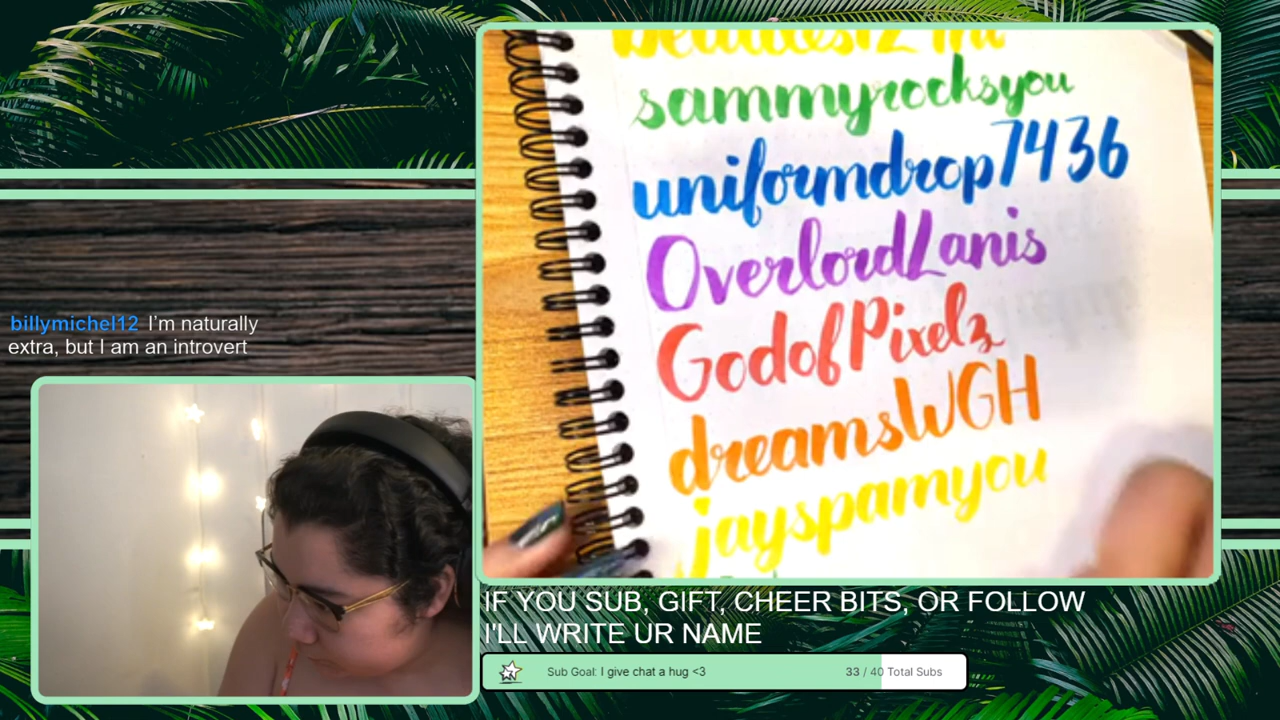 sammyrocksyou
uniformdrop7436
OverlordLanis
GodofPixelz
dreamsWGH
jayspamyou
billymichel12 I'm naturally
extra, but I am an introvert
IF YOU SUB, GIFT, CHEER BITS, OR FOLLOW
I'LL WRITE UR NAME
Sub Goal: I give chat a hug <3 33 / 40 Total Subs